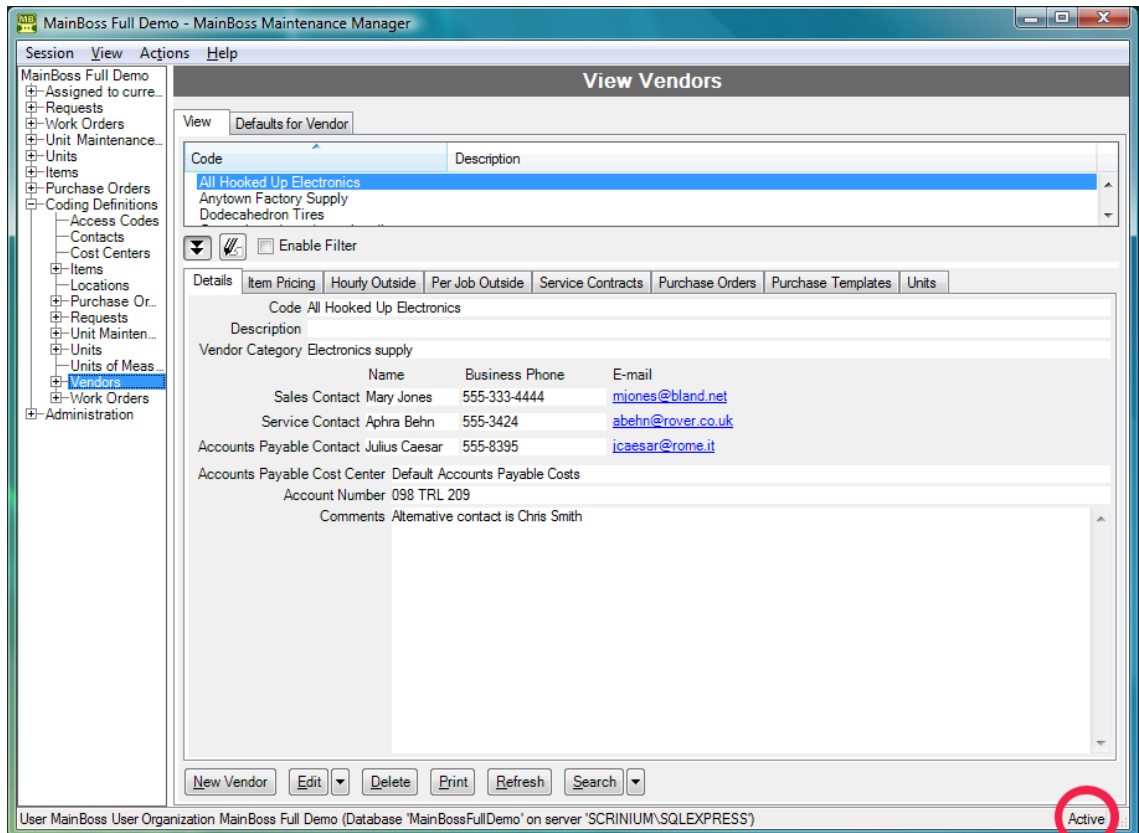 MainBoss Full Demo - MainBoss Maintenance Manager
Session View Actions Help
MainBoss Full Demo
Assigned to curre...
Requests
Work Orders
Unit Maintenance...
Units
Items
Purchase Orders
Coding Definitions
Access Codes
Contacts
Cost Centers
Items
Locations
Purchase Or...
Requests
Unit Mainten...
Units
Units of Meas...
Vendors
Work Orders
Administration
View Vendors
View Defaults for Vendor
Code Description
All Hooked Up Electronics
Anytown Factory Supply
Dodecahedron Tires
Enable Filter
Details Item Pricing Hourly Outside Per Job Outside Service Contracts Purchase Orders Purchase Templates Units
Code All Hooked Up Electronics
Description
Vendor Category Electronics supply
Name Business Phone E-mail
Sales Contact Mary Jones 555-333-4444 mjones@bland.net
Service Contact Aphra Behn 555-3424 abehn@rover.co.uk
Accounts Payable Contact Julius Caesar 555-8395 jcaesar@rome.it
Accounts Payable Cost Center Default Accounts Payable Costs
Account Number 098 TRL 209
Comments Alternative contact is Chris Smith
New Vendor Edit Delete Print Refresh Search
User MainBoss User Organization MainBoss Full Demo (Database 'MainBossFullDemo' on server 'SCRINIUM\SQLEXPRESS') Active